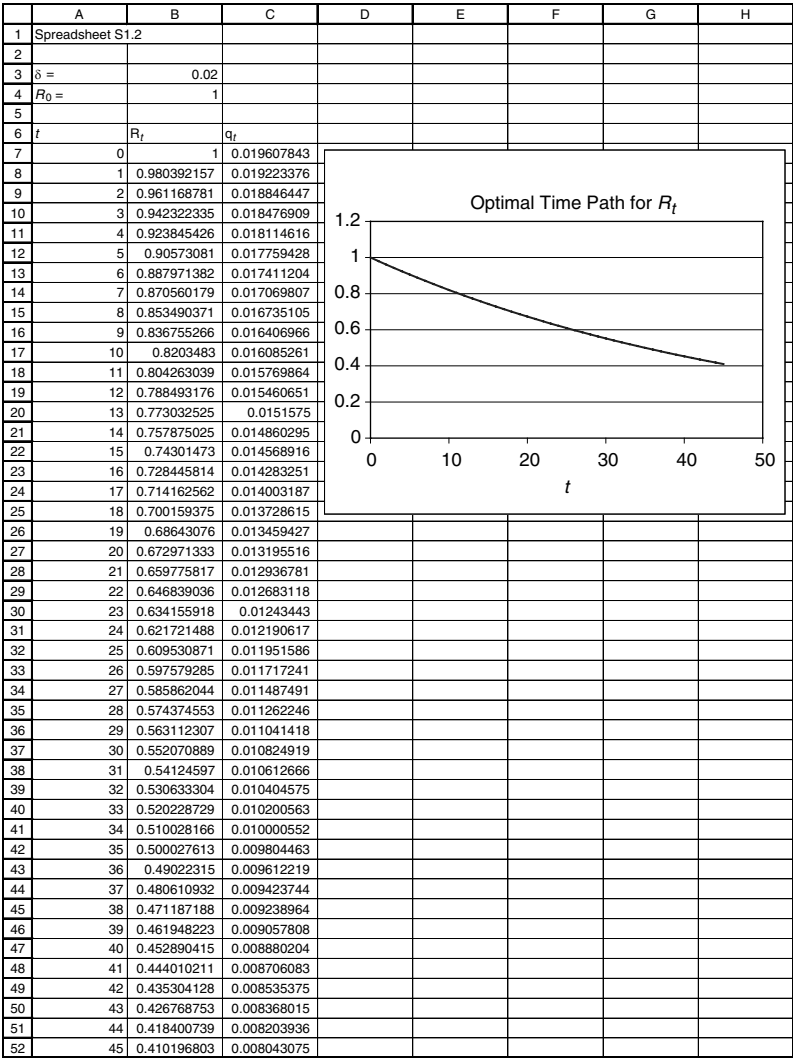 A B C D E F G H
1 Spreadsheet S1.2
2
3 δ = 0.02
4 R0 = 1
5
6 t Rt qt
7 0 1 0.019607843
8 1 0.980392157 0.019223376
9 2 0.961168781 0.018846447
10 3 0.942322335 0.018476909
11 4 0.923845426 0.018114616
12 5 0.90573081 0.017759428
13 6 0.887971382 0.017411204
14 7 0.870560179 0.017069807
15 8 0.853490371 0.016735105
16 9 0.836755266 0.016406966
17 10 0.8203483 0.016085261
18 11 0.804263039 0.015769864
19 12 0.788493176 0.015460651
20 13 0.773032525 0.0151575
21 14 0.757875025 0.014860295
22 15 0.74301473 0.014568916
23 16 0.728445814 0.014283251
24 17 0.714162562 0.014003187
25 18 0.700159375 0.013728615
26 19 0.68643076 0.013459427
27 20 0.672971333 0.013195516
28 21 0.659775817 0.012936781
29 22 0.646839036 0.012683118
30 23 0.634155918 0.01243443
31 24 0.621721488 0.012190617
32 25 0.609530871 0.011951586
33 26 0.597579285 0.011717241
34 27 0.585862044 0.011487491
35 28 0.574374553 0.011262246
36 29 0.563112307 0.011041418
37 30 0.552070889 0.010824919
38 31 0.54124597 0.010612666
39 32 0.530633304 0.010404575
40 33 0.520228729 0.010200563
41 34 0.510028166 0.010000552
42 35 0.500027613 0.009804463
43 36 0.49022315 0.009612219
44 37 0.480610932 0.009423744
45 38 0.471187188 0.009238964
46 39 0.461948223 0.009057808
47 40 0.452890415 0.008880204
48 41 0.444010211 0.008706083
49 42 0.435304128 0.008535375
50 43 0.426768753 0.008368015
51 44 0.418400739 0.008203936
52 45 0.410196803 0.008043075
Optimal Time Path for Rt
1.2
1
0.8
0.6
0.4
0.2
0
0 10 20 30 40 50
t